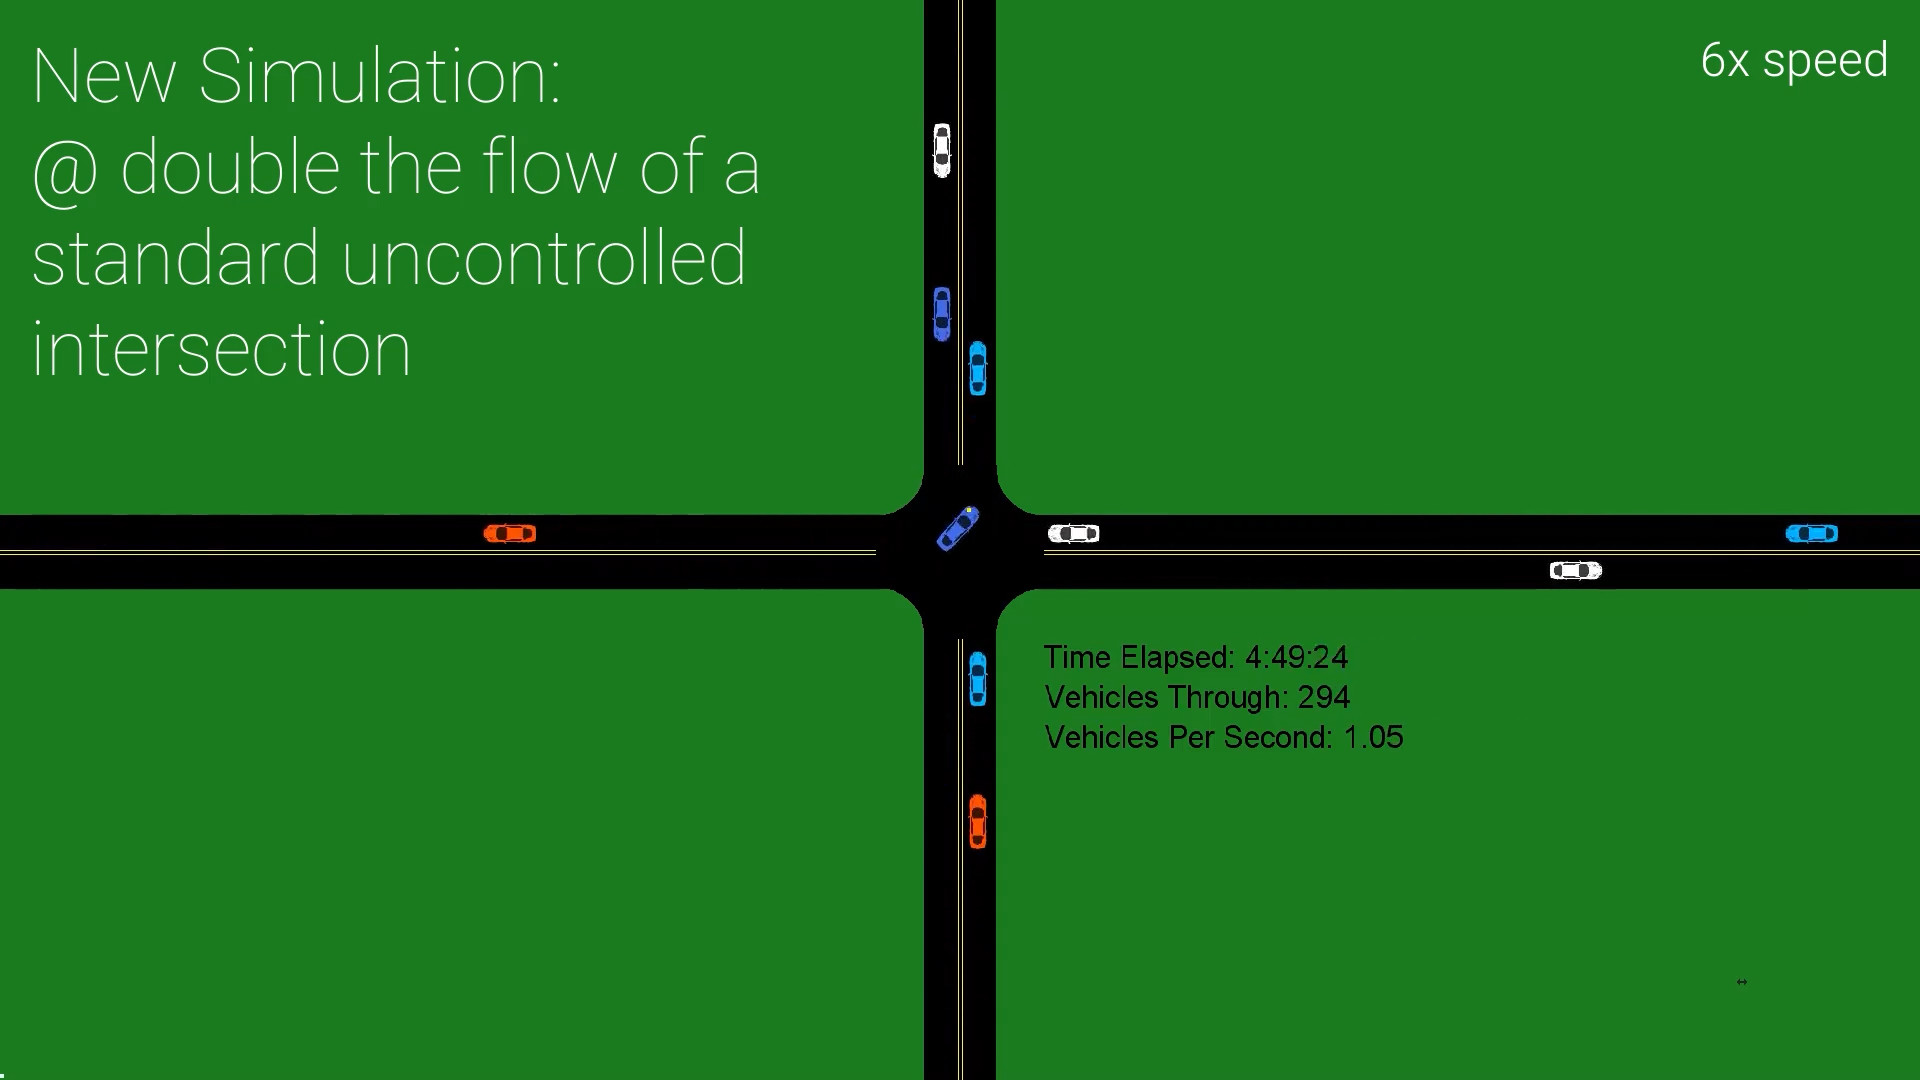 New Simulation:
@ double the flow of a
standard uncontrolled
intersection
6x speed
Time Elapsed: 4:49:24
Vehicles Through: 294
Vehicles Per Second: 1.05